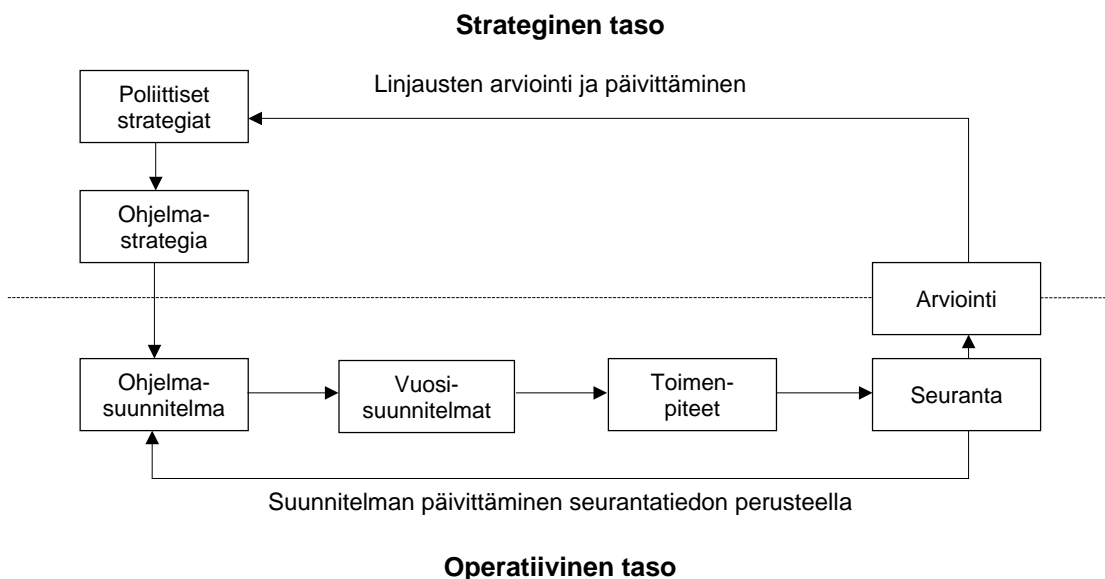 Strateginen taso
Linjausten arviointi ja päivittäminen
Poliittiset
strategiat
Ohjelma-
strategia
Arviointi
Ohjelma-
suunnitelma
Vuosi-
suunnitelmat
Toimen-
piteet
Seuranta
Suunnitelman päivittäminen seurantatiedon perusteella
Operatiivinen taso